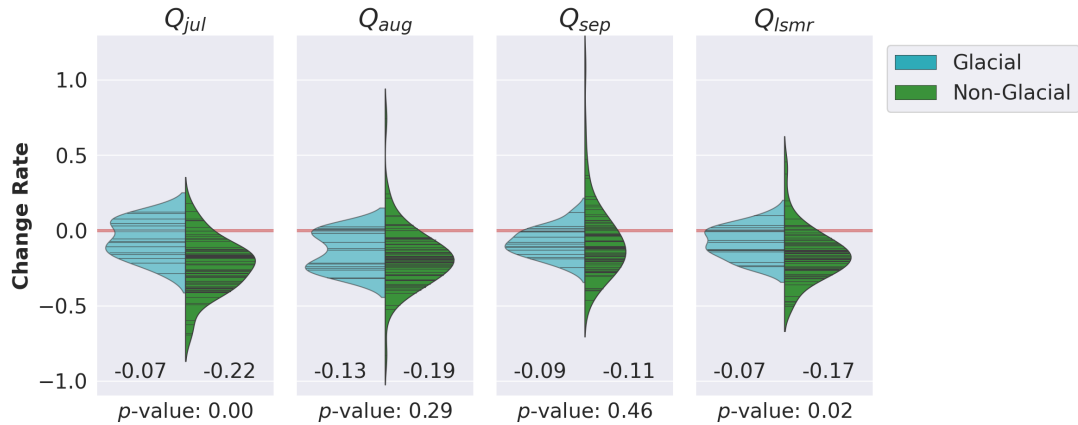 Q_jul Q_aug Q_sep Q_lsmr
Glacial
Non-Glacial
Change Rate
1.0
0.5
0.0
−0.5
−1.0
-0.07 -0.22 -0.13 -0.19 -0.09 -0.11 -0.07 -0.17
p-value: 0.00 p-value: 0.29 p-value: 0.46 p-value: 0.02